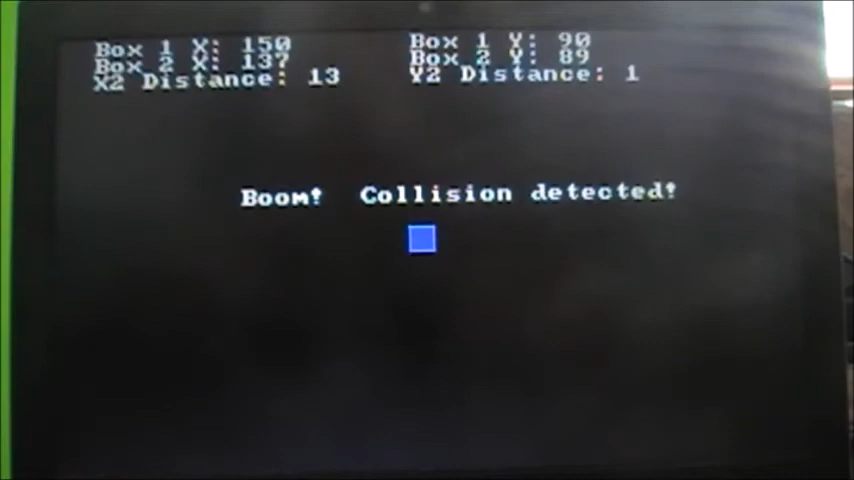 Box 1 X: 150 Box 1 Y: 90
Box 2 X: 137 Box 2 Y: 89
X2 Distance: 13 Y2 Distance: 1
Boom! Collision detected!